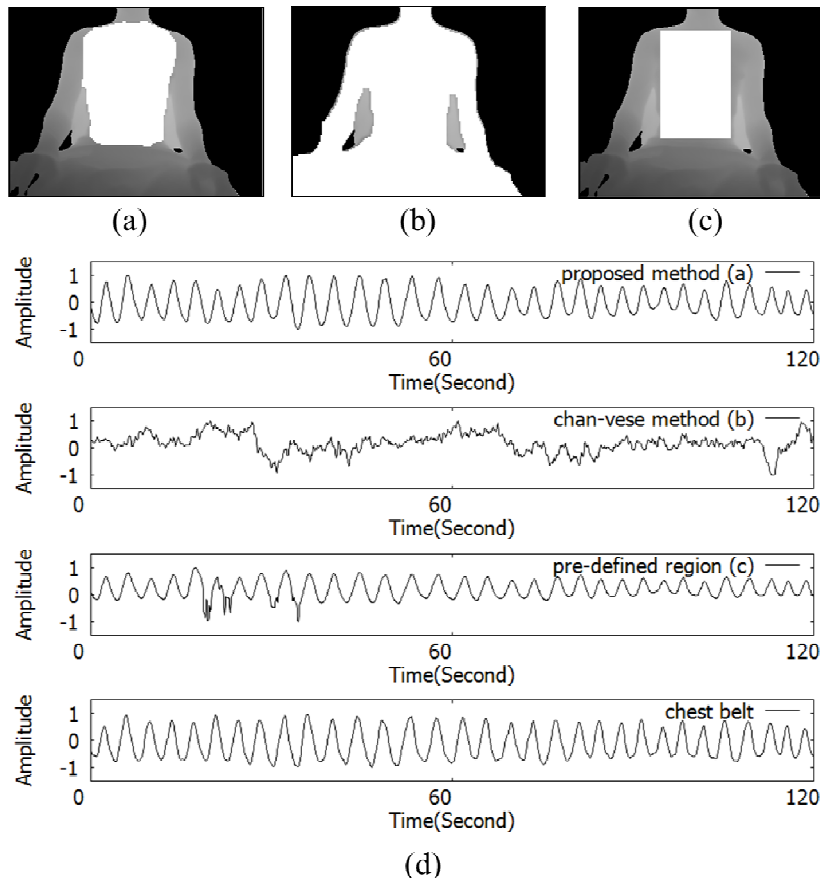 (a) (b) (c)
Amplitude
1
0
-1
proposed method (a)
0 60 120
Time(Second)
Amplitude
1
0
-1
chan-vese method (b)
0 60 120
Time(Second)
Amplitude
1
0
-1
pre-defined region (c)
0 60 120
Time(Second)
Amplitude
1
0
-1
chest belt
0 60 120
Time(Second)
(d)